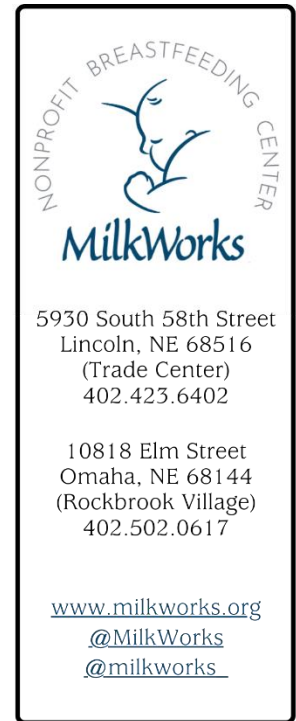 NONPROFIT BREASTFEEDING CENTER
MilkWorks
5930 South 58th Street
Lincoln, NE 68516
(Trade Center)
402.423.6402
10818 Elm Street
Omaha, NE 68144
(Rockbrook Village)
402.502.0617
www.milkworks.org
@MilkWorks
@milkworks_